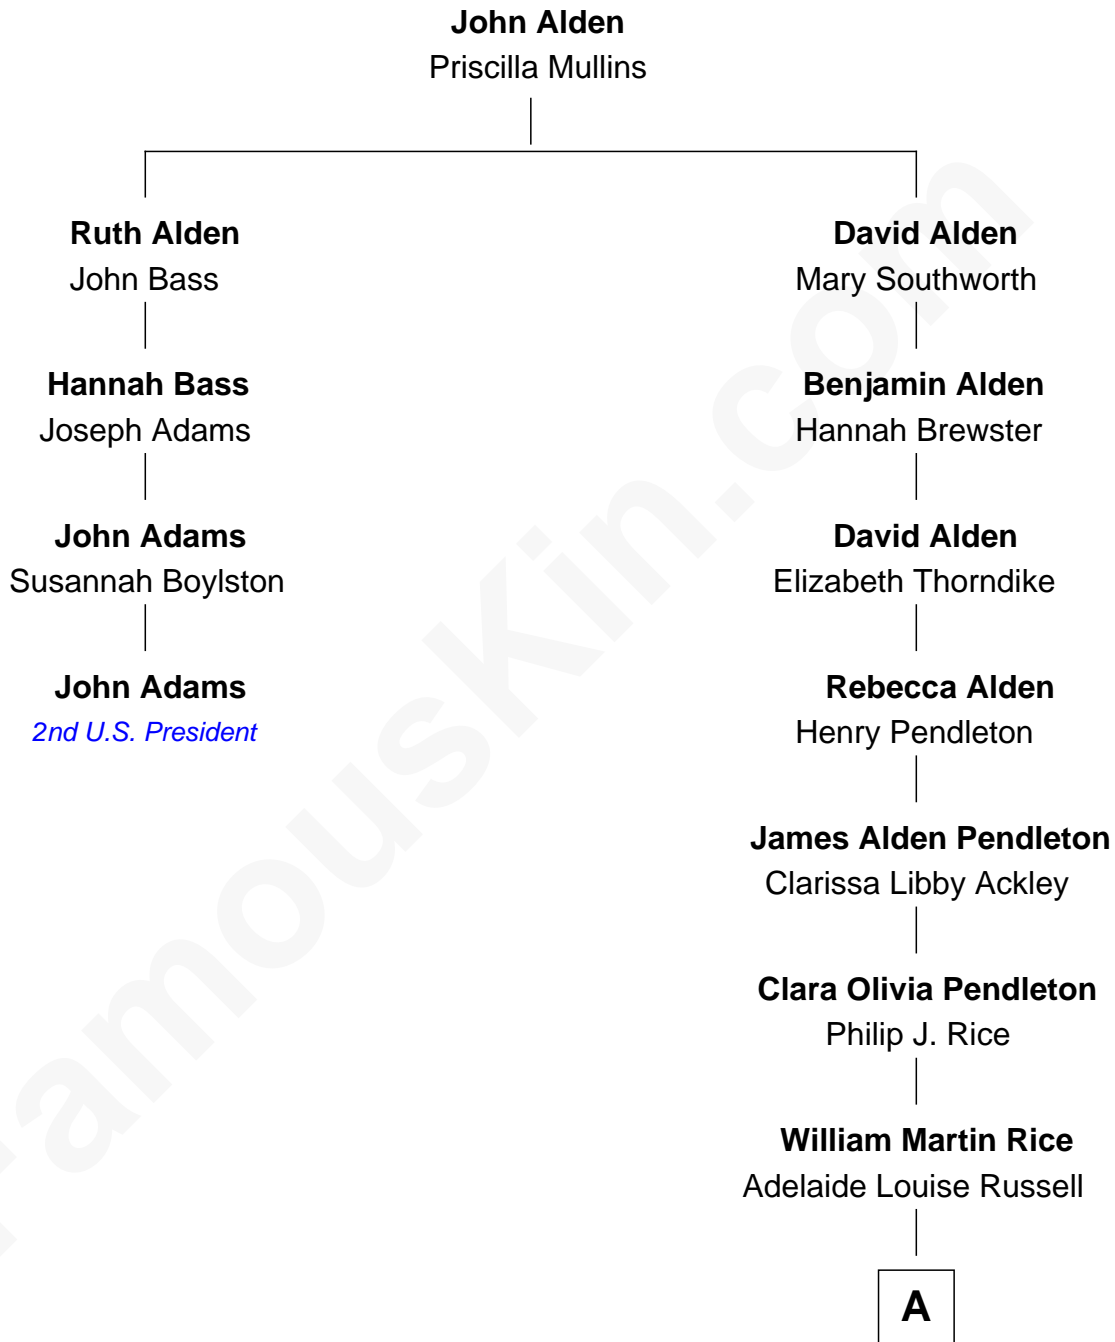 John Alden
Priscilla Mullins
Ruth Alden
John Bass
David Alden
Mary Southworth
Hannah Bass
Joseph Adams
Benjamin Alden
Hannah Brewster
John Adams
Susannah Boylston
David Alden
Elizabeth Thorndike
John Adams
2nd U.S. President
Rebecca Alden
Henry Pendleton
James Alden Pendleton
Clarissa Libby Ackley
Clara Olivia Pendleton
Philip J. Rice
William Martin Rice
Adelaide Louise Russell
A
FamousKin.com